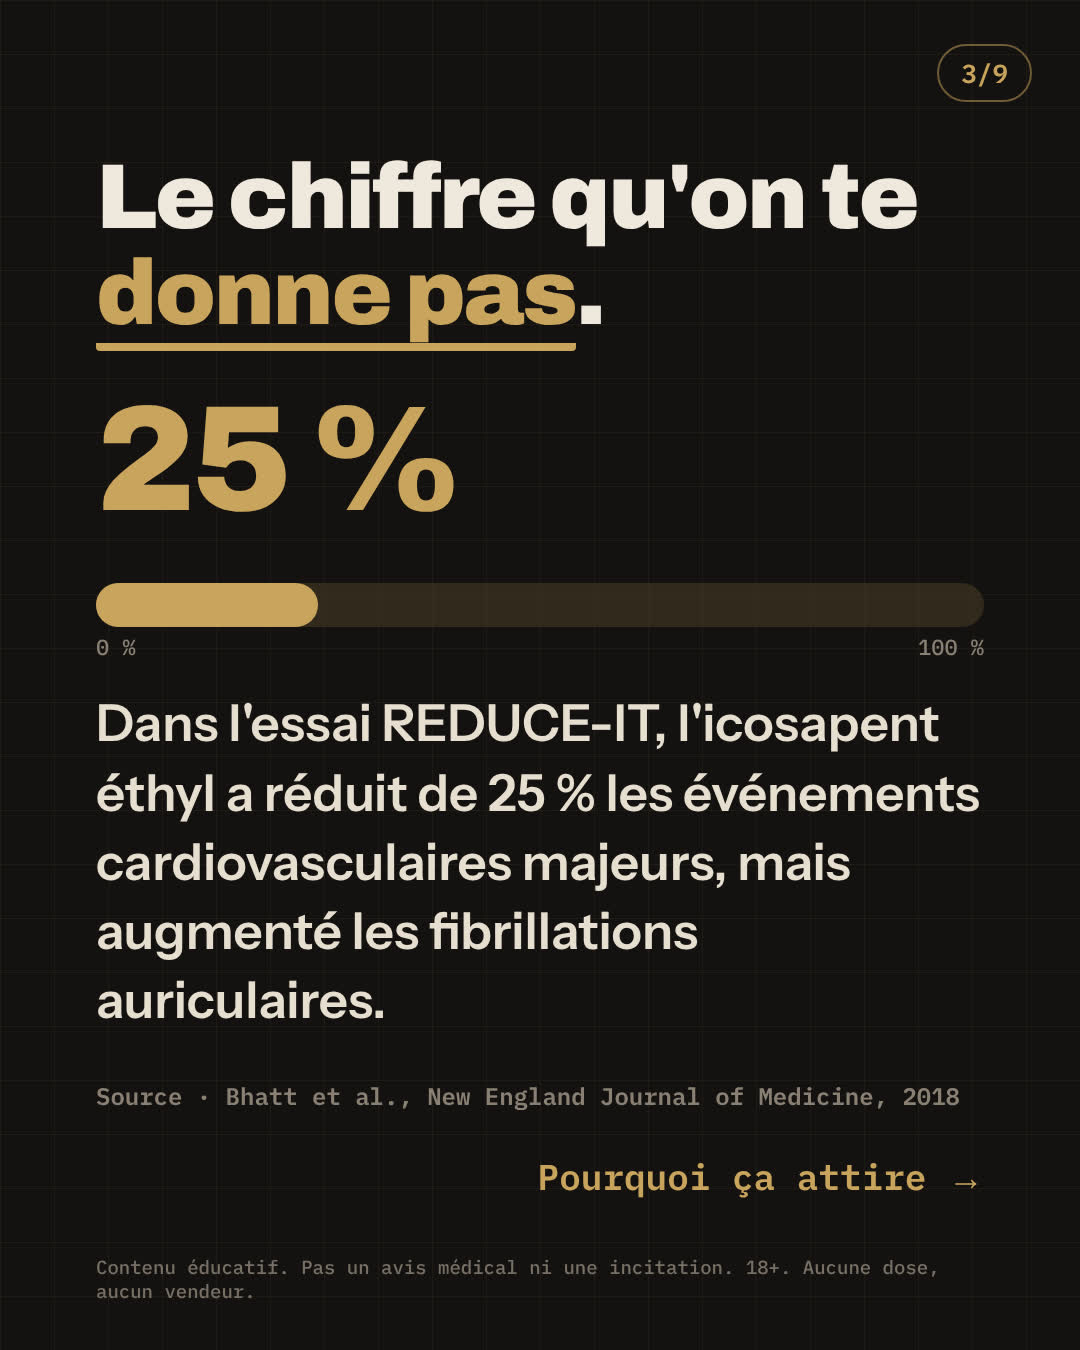 3/9
Le chiffre qu'on te
donne pas.
25 %
0 % 100 %
Dans l'essai REDUCE-IT, l'icosapent
éthyl a réduit de 25 % les événements
cardiovasculaires majeurs, mais
augmenté les fibrillations
auriculaires.
Source · Bhatt et al., New England Journal of Medicine, 2018
Pourquoi ça attire →
Contenu éducatif. Pas un avis médical ni une incitation. 18+. Aucune dose,
aucun vendeur.